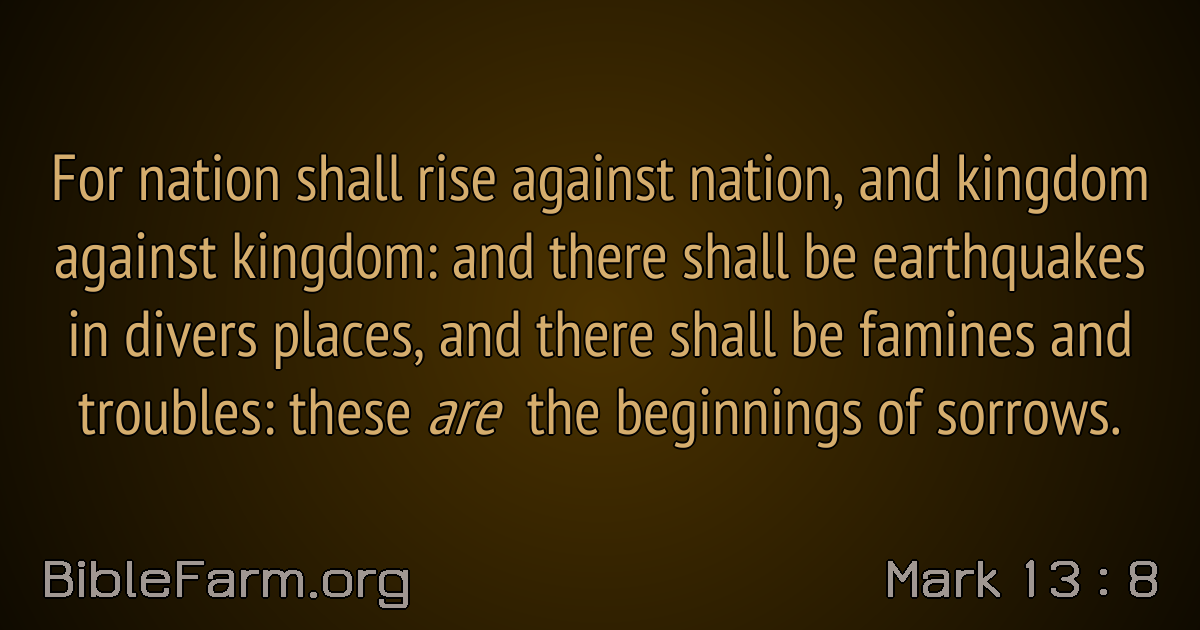 For nation shall rise against nation, and kingdom
against kingdom: and there shall be earthquakes
in divers places, and there shall be famines and
troubles: these are the beginnings of sorrows.
BibleFarm.org
Mark 13 : 8